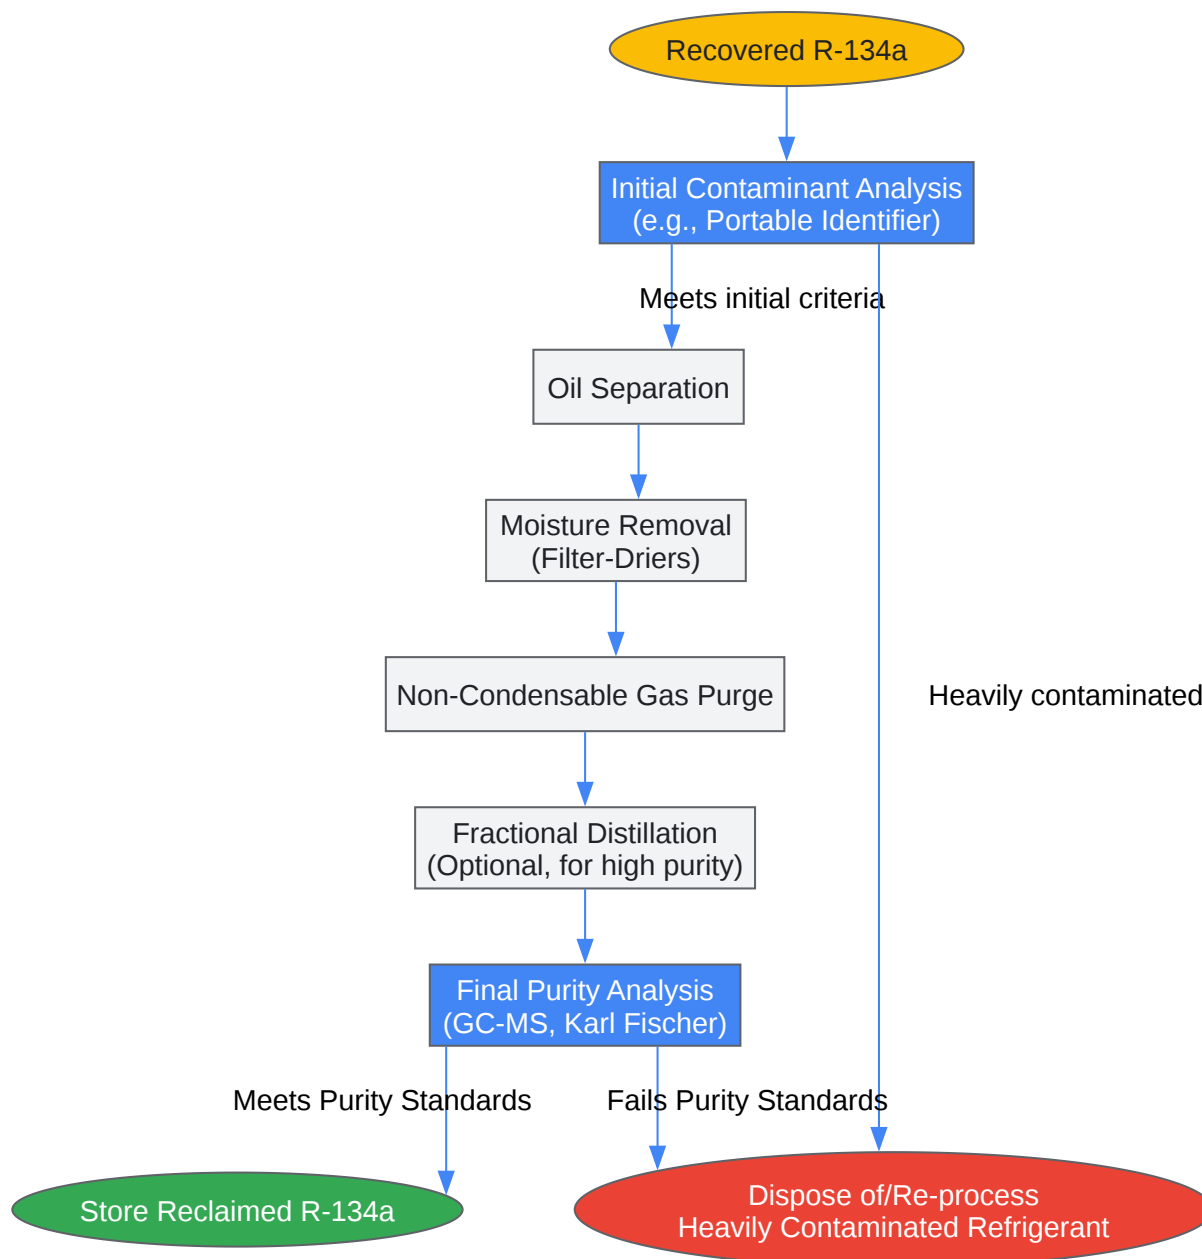 Recovered R-134a
Initial Contaminant Analysis
(e.g., Portable Identifier)
Meets initial criteria
Oil Separation
Moisture Removal
(Filter-Driers)
Non-Condensable Gas Purge
Heavily contaminated
Fractional Distillation
(Optional, for high purity)
Final Purity Analysis
(GC-MS, Karl Fischer)
Meets Purity Standards
Fails Purity Standards
Store Reclaimed R-134a
Dispose of/Re-process
Heavily Contaminated Refrigerant